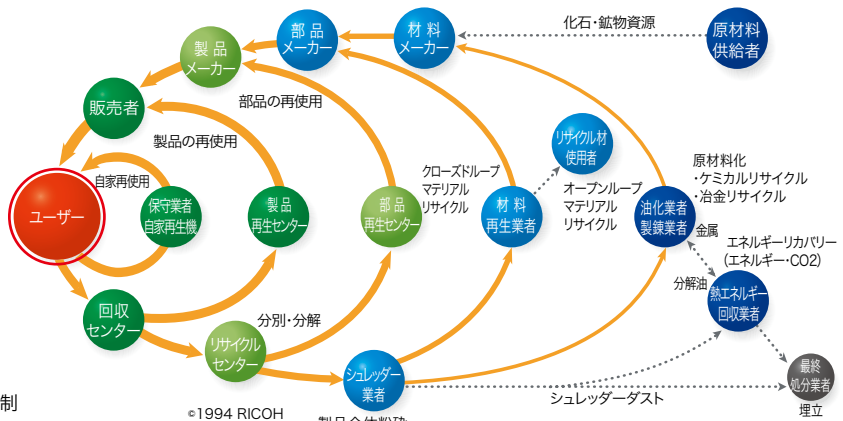 化石・鉱物資源
原材料
供給者
材 料
メーカー
部 品
メーカー
製 品
メーカー
販売者
部品の再使用
製品の再使用
自家再使用
ユーザー
保守業者
自家再生機
製 品
再生センター
部 品
再生センター
クローズドループ
マテリアル
リサイクル
材 料
再生業者
リサイクル材
使用者
オープンループ
マテリアル
リサイクル
油化業者
製錬業者
原材料化
・ケミカルリサイクル
・冶金リサイクル
金属
エネルギーリカバリー
(エネルギー・CO2)
分解油
熱エネルギー
回収業者
回収
センター
分別・分解
リサイクル
センター
シュレッダー
業者
シュレッダーダスト
最終
処分業者
埋立
制
©1994 RICOH
製品全体粉砕